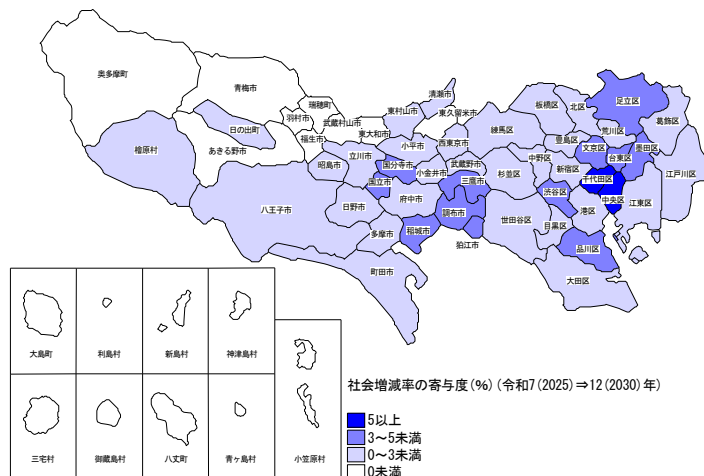 奥多摩町
青梅市
瑞穂町
羽村市
武蔵村山市
福生市
東大和市
東村山市
清瀬市
東久留米市
日の出町
檜原村
あきる野市
昭島市
立川市
小平市
西東京市
国分寺市
小金井市
武蔵野市
国立市
三鷹市
八王子市
日野市
府中市
調布市
多摩市
稲城市
狛江市
町田市
練馬区
板橋区
北区
足立区
葛飾区
荒川区
豊島区
文京区
台東区
墨田区
江戸川区
中野区
新宿区
杉並区
千代田区
渋谷区
中央区
港区
江東区
世田谷区
目黒区
品川区
大田区
大島町
利島村
新島村
神津島村
三宅村
御蔵島村
八丈町
青ヶ島村
小笠原村
社会増減率の寄与度(%)(令和7(2025)⇒12(2030)年)
5以上
3～5未満
0～3未満
0未満